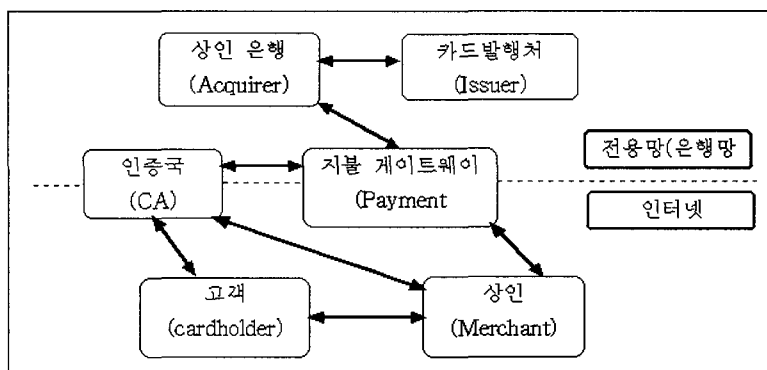 상인 은행
(Acquirer)
카드발행처
(Issuer)
인증국
(CA)
지불 게이트웨이
(Payment
전용망(은행망
인터넷
고객
(cardholder)
상인
(Merchant)